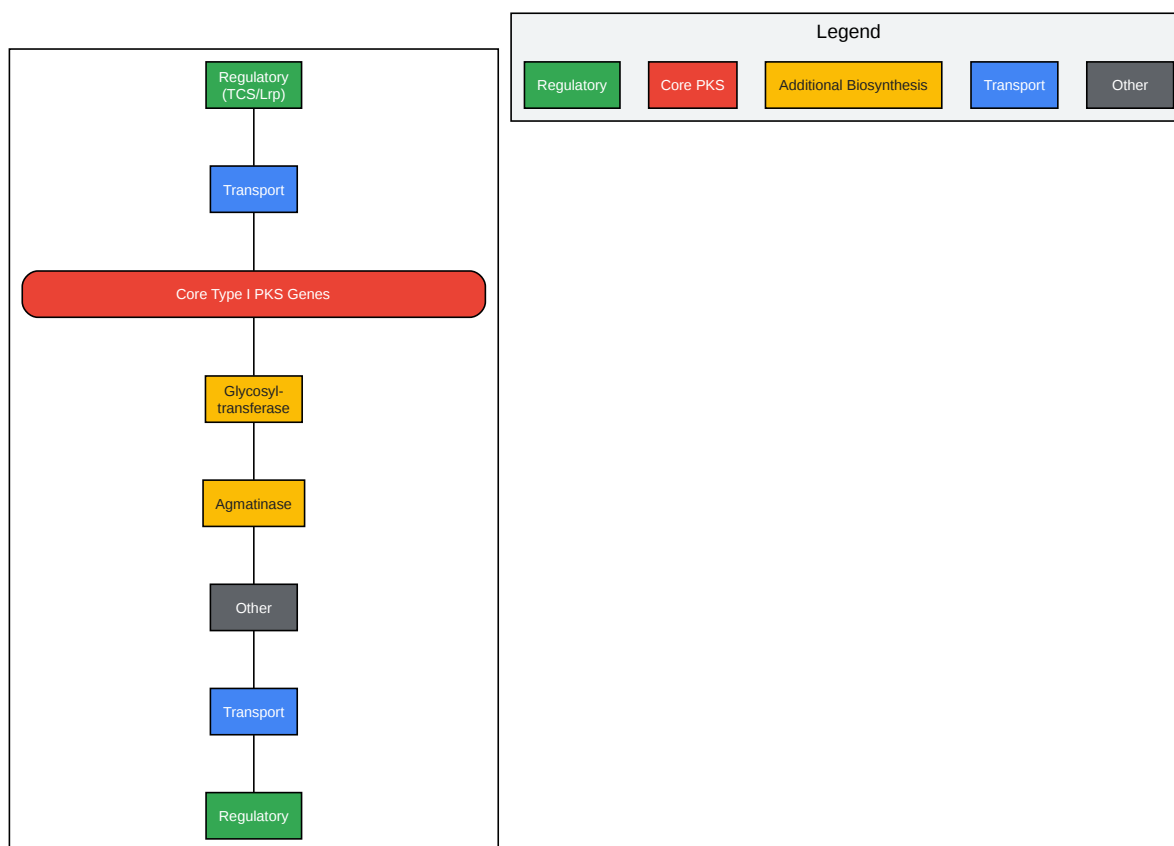 Legend
Regulatory
Core PKS
Additional Biosynthesis
Transport
Other
Regulatory
(TCS/Lrp)
Transport
Core Type I PKS Genes
Glycosyl-
transferase
Agmatinase
Other
Transport
Regulatory